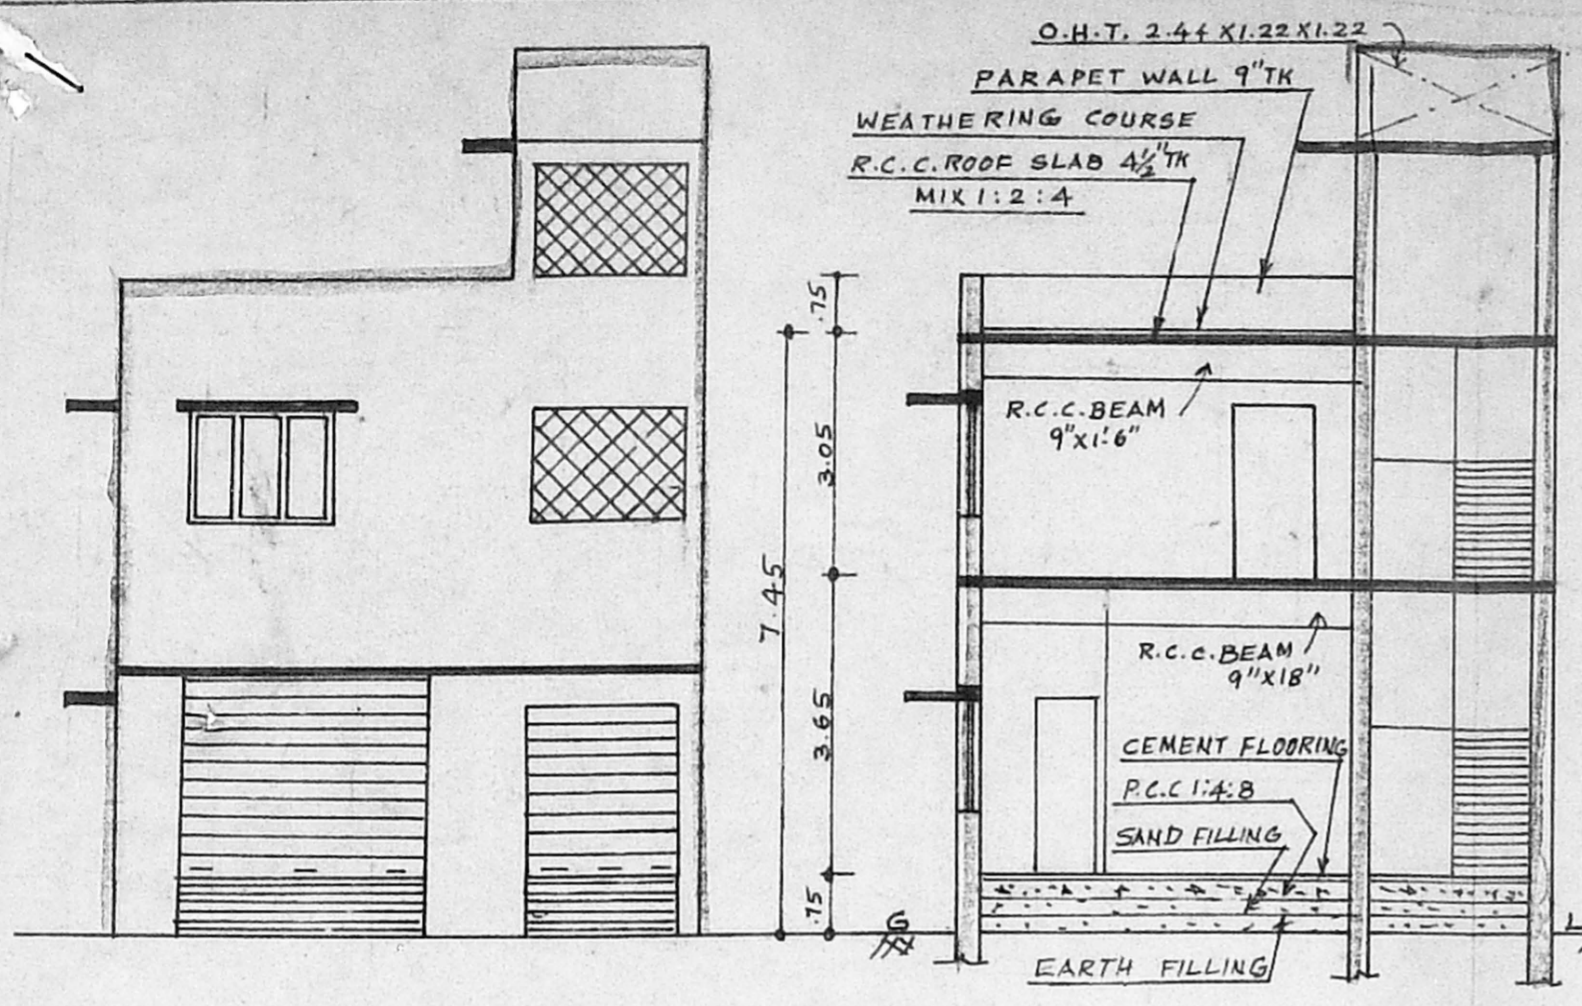 O.H.T. 2.44 X1.22 X1.22
PARAPET WALL 9"TK
WEATHERING COURSE
R.C.C. ROOF SLAB 4½"TK
MIX 1:2:4
.75
3.05
7.45
3.65
.75
R.C.C. BEAM
9"X1'6"
R.C.C. BEAM
9"X18"
CEMENT FLOORING
P.C.C 1:4:8
SAND FILLING
G
L
EARTH FILLING